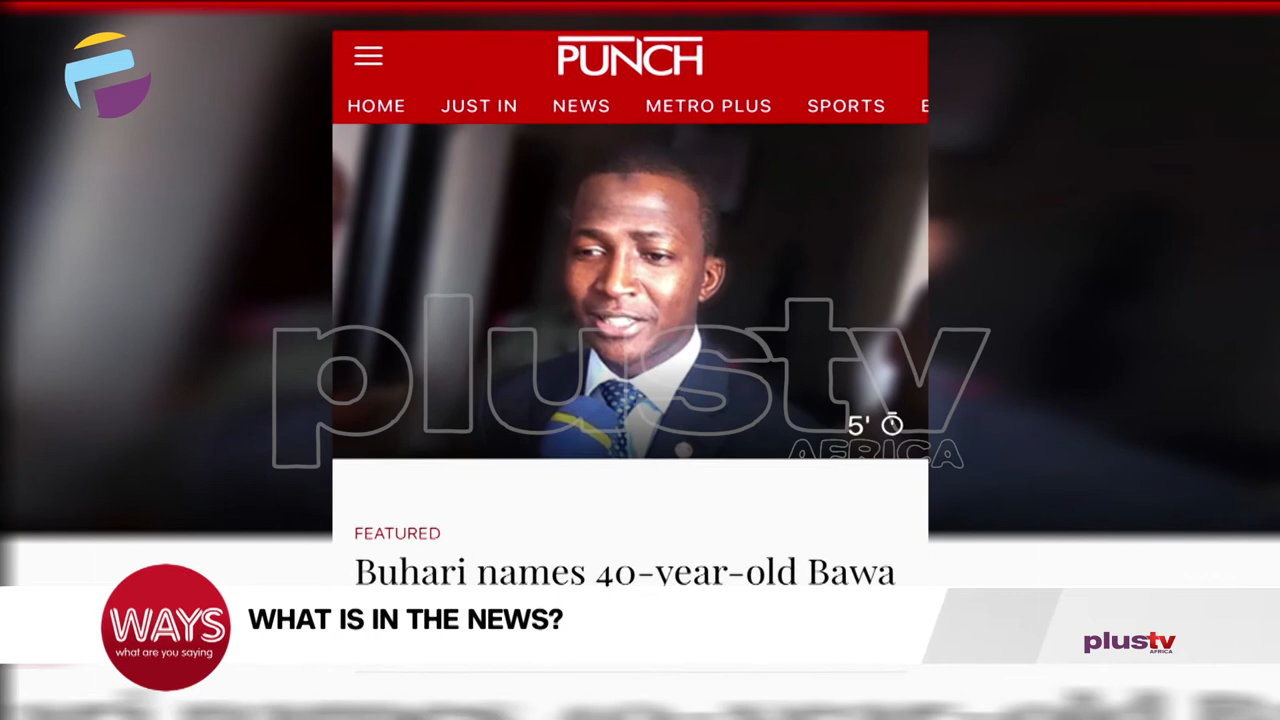 PUNCH
HOME JUST IN NEWS METRO PLUS SPORTS
plustv
AFRICA
5'
FEATURED
Buhari names 40-year-old Bawa
WAYS
what are you saying
WHAT IS IN THE NEWS?
plustv
AFRICA